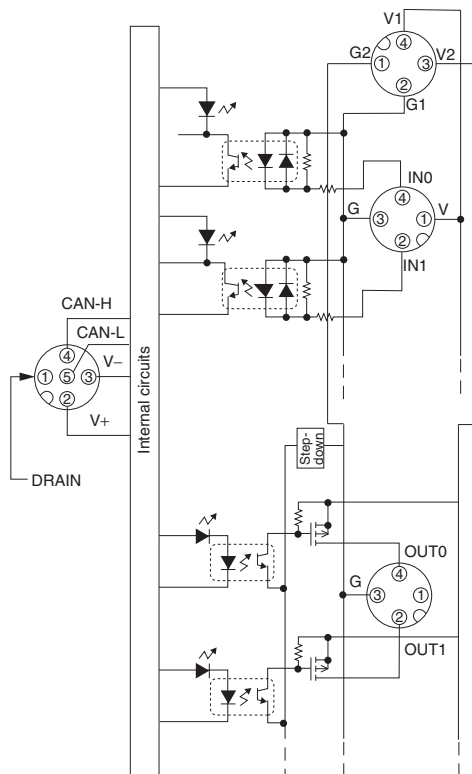 V1
4
G2
1
3
V2
2
G1
IN0
4
G
3
1
V
2
IN1
CAN-H
CAN-L
4
1
5
3
V−
2
V+
DRAIN
Internal circuits
Step-
down
OUT0
4
G
3
1
2
OUT1